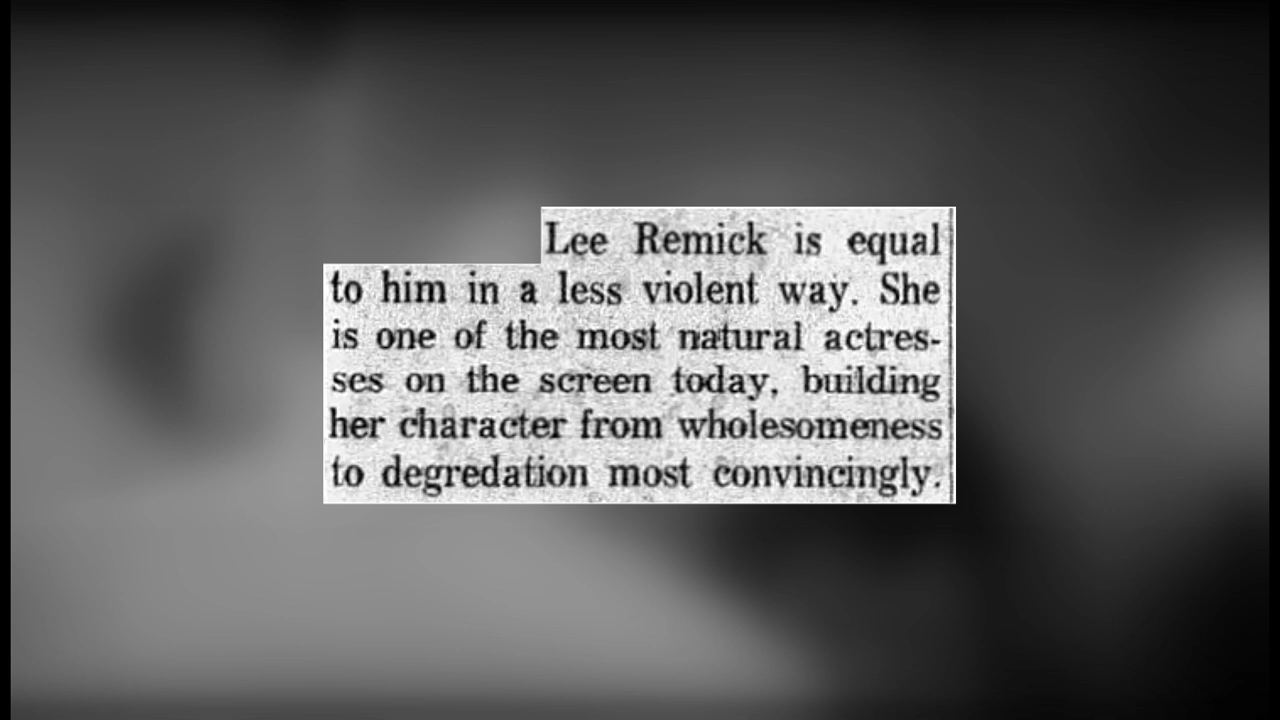 Lee Remick is equal
to him in a less violent way. She
is one of the most natural actres-
ses on the screen today, building
her character from wholesomeness
to degredation most convincingly.